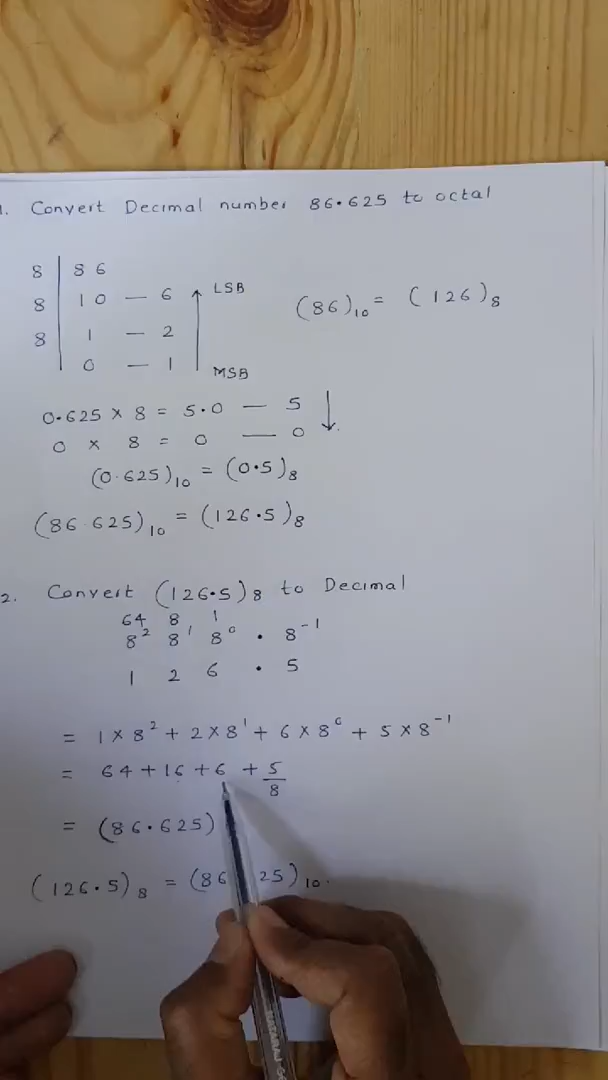 1. Convert Decimal number 86.625 to octal
8 | 86
8 | 10 — 6 LSB
8 | 1 — 2
0 — 1 MSB
(86)₁₀ = (126)₈
0.625 × 8 = 5.0 — 5
0 × 8 = 0 — 0
(0.625)₁₀ = (0.5)₈
(86.625)₁₀ = (126.5)₈
2. Convert (126.5)₈ to Decimal
64 8 1
8² 8¹ 8⁰ . 8⁻¹
1 2 6 . 5
= 1 × 8² + 2 × 8¹ + 6 × 8⁰ + 5 × 8⁻¹
= 64 + 16 + 6 + 5/8
= (86.625)
(126.5)₈ = (86 25)₁₀.